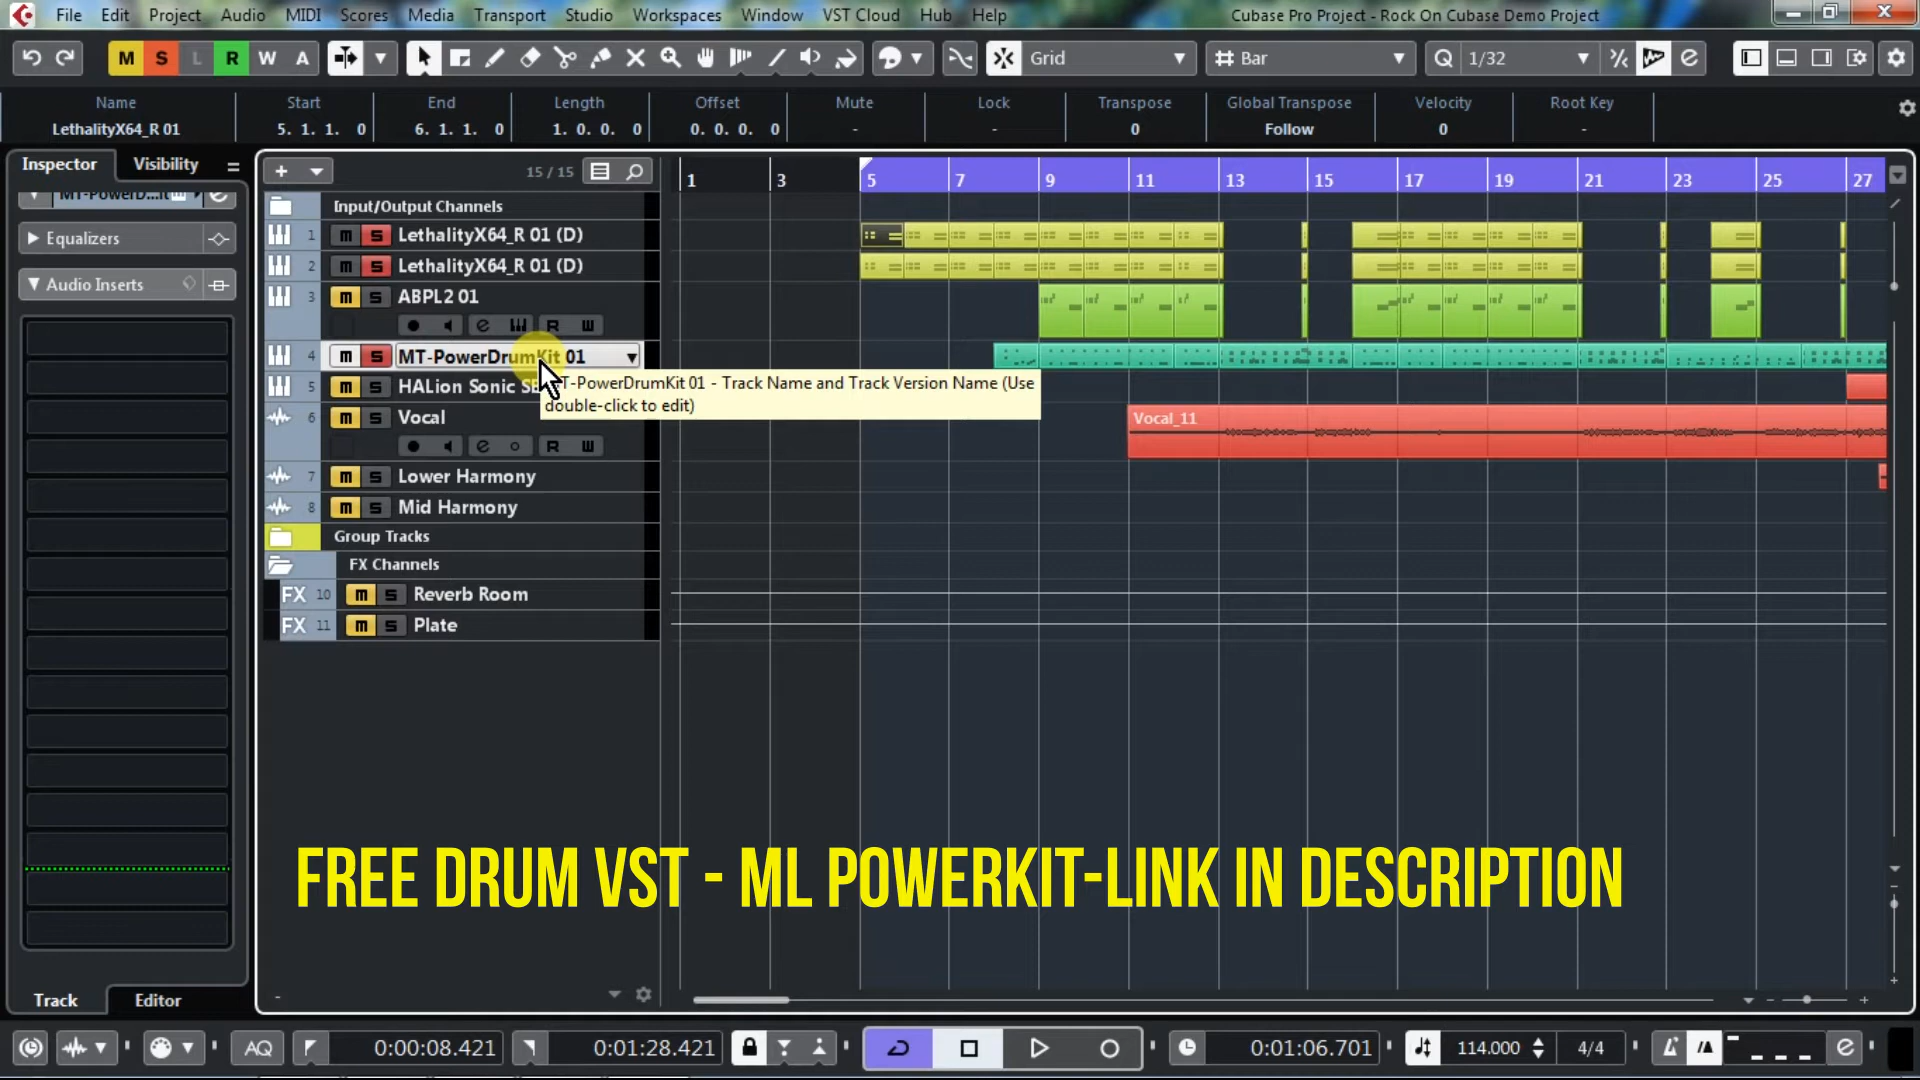 File Edit Project Audio MIDI Scores Media Transport Studio Workspaces Window VST Cloud Hub Help
Cubase Pro Project - Rock On Cubase Demo Project
M S L R W A
Grid
Bar
Q 1/32
Name Start End Length Offset Mute Lock Transpose Global Transpose Velocity Root Key
LethalityX64_R 01 5. 1. 1. 0 6. 1. 1. 0 1. 0. 0. 0 0. 0. 0. 0 - - 0 Follow 0 -
Inspector Visibility
MT-PowerD...it
Equalizers
Audio Inserts
Track Editor
15 / 15
1 3 5 7 9 11 13 15 17 19 21 23 25 27
Input/Output Channels
1 m S LethalityX64_R 01 (D)
2 m S LethalityX64_R 01 (D)
3 m S ABPL2 01
R
4 m S MT-PowerDrumKit 01
T-PowerDrumKit 01 - Track Name and Track Version Name (Use
double-click to edit)
5 m S HALion Sonic SE
6 m S Vocal
R
Vocal_11
7 m S Lower Harmony
8 m S Mid Harmony
Group Tracks
FX Channels
FX 10 m S Reverb Room
FX 11 m S Plate
FREE DRUM VST - ML POWERKIT-LINK IN DESCRIPTION
AQ 0:00:08.421 0:01:28.421 0:01:06.701 114.000 4/4